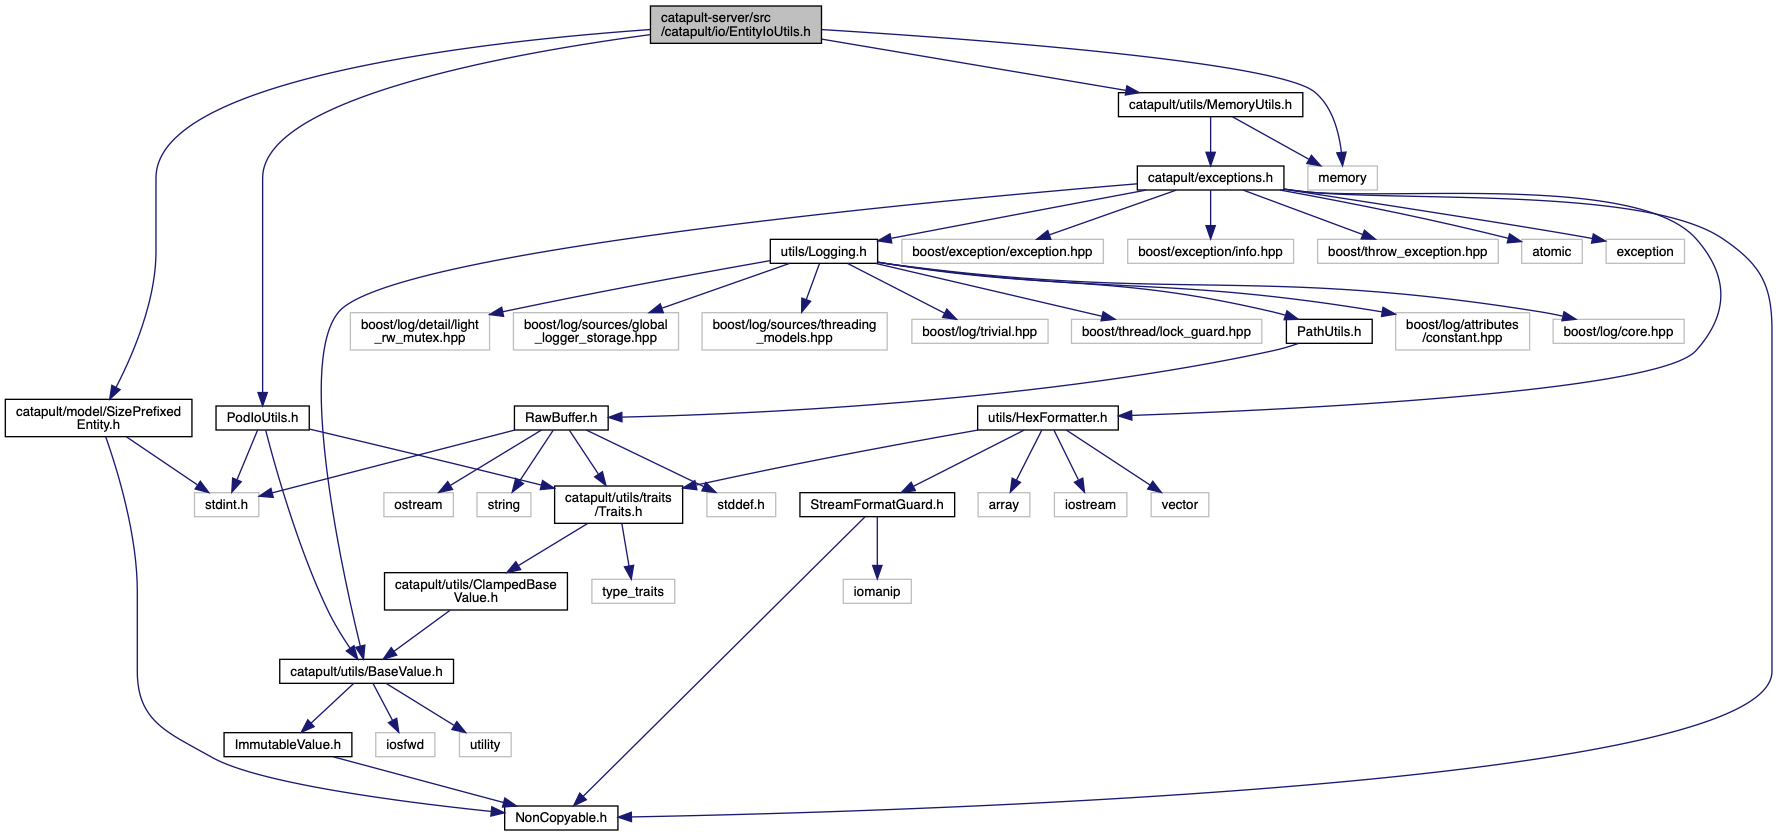 catapult-server/src
/catapult/io/EntityIoUtils.h
catapult/utils/MemoryUtils.h
catapult/exceptions.h
memory
utils/Logging.h
boost/exception/exception.hpp
boost/exception/info.hpp
boost/throw_exception.hpp
atomic
exception
boost/log/detail/light
_rw_mutex.hpp
boost/log/sources/global
_logger_storage.hpp
boost/log/sources/threading
_models.hpp
boost/log/trivial.hpp
boost/thread/lock_guard.hpp
PathUtils.h
boost/log/attributes
/constant.hpp
boost/log/core.hpp
catapult/model/SizePrefixed
Entity.h
PodIoUtils.h
RawBuffer.h
utils/HexFormatter.h
stdint.h
ostream
string
catapult/utils/traits
/Traits.h
stddef.h
StreamFormatGuard.h
array
iostream
vector
catapult/utils/ClampedBase
Value.h
type_traits
iomanip
catapult/utils/BaseValue.h
ImmutableValue.h
iosfwd
utility
NonCopyable.h